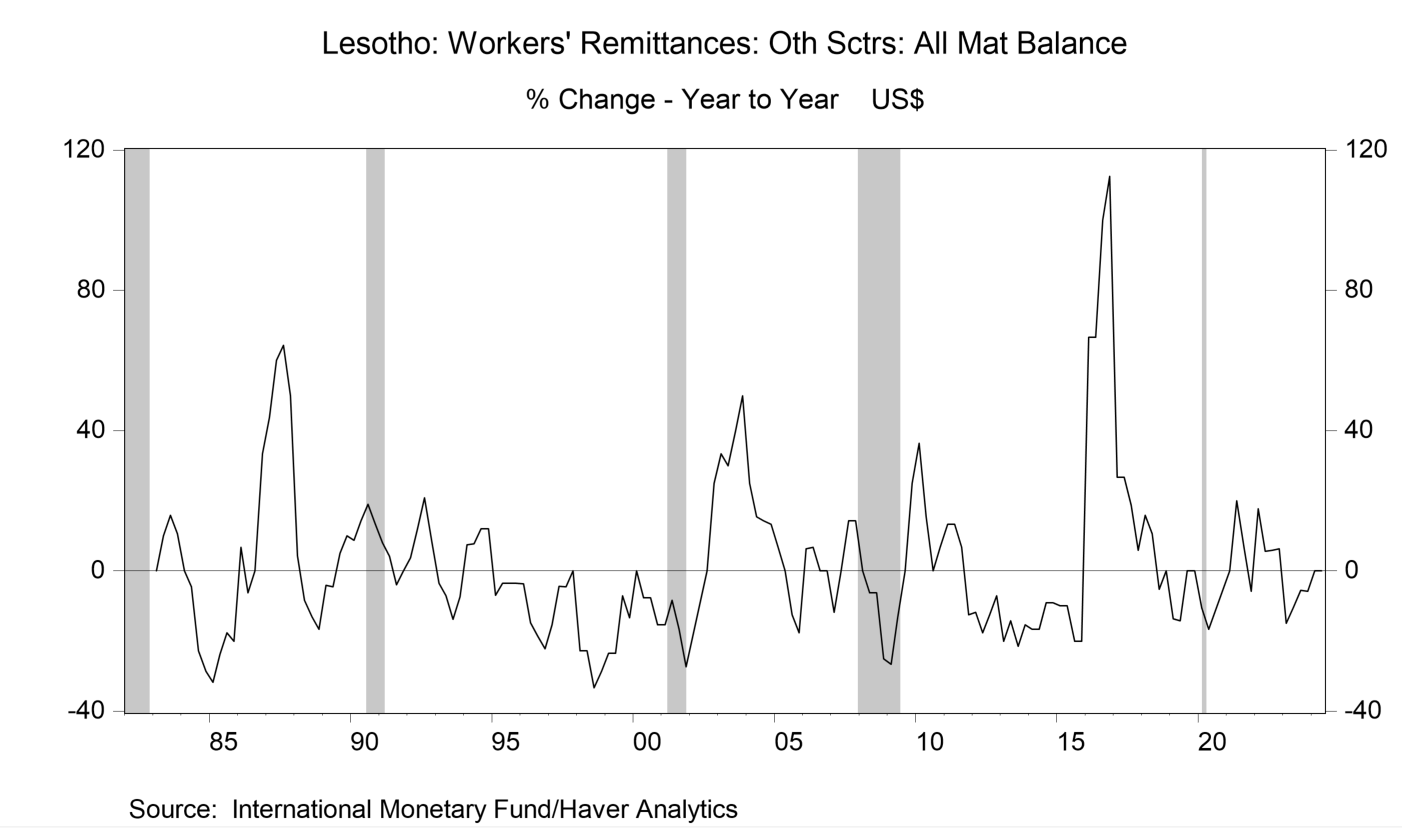 Lesotho: Workers' Remittances: Oth Sctrs: All Mat Balance
% Change - Year to Year US$
120 120
80 80
40 40
0 0
-40 -40
85 90 95 00 05 10 15 20
Source: International Monetary Fund/Haver Analytics